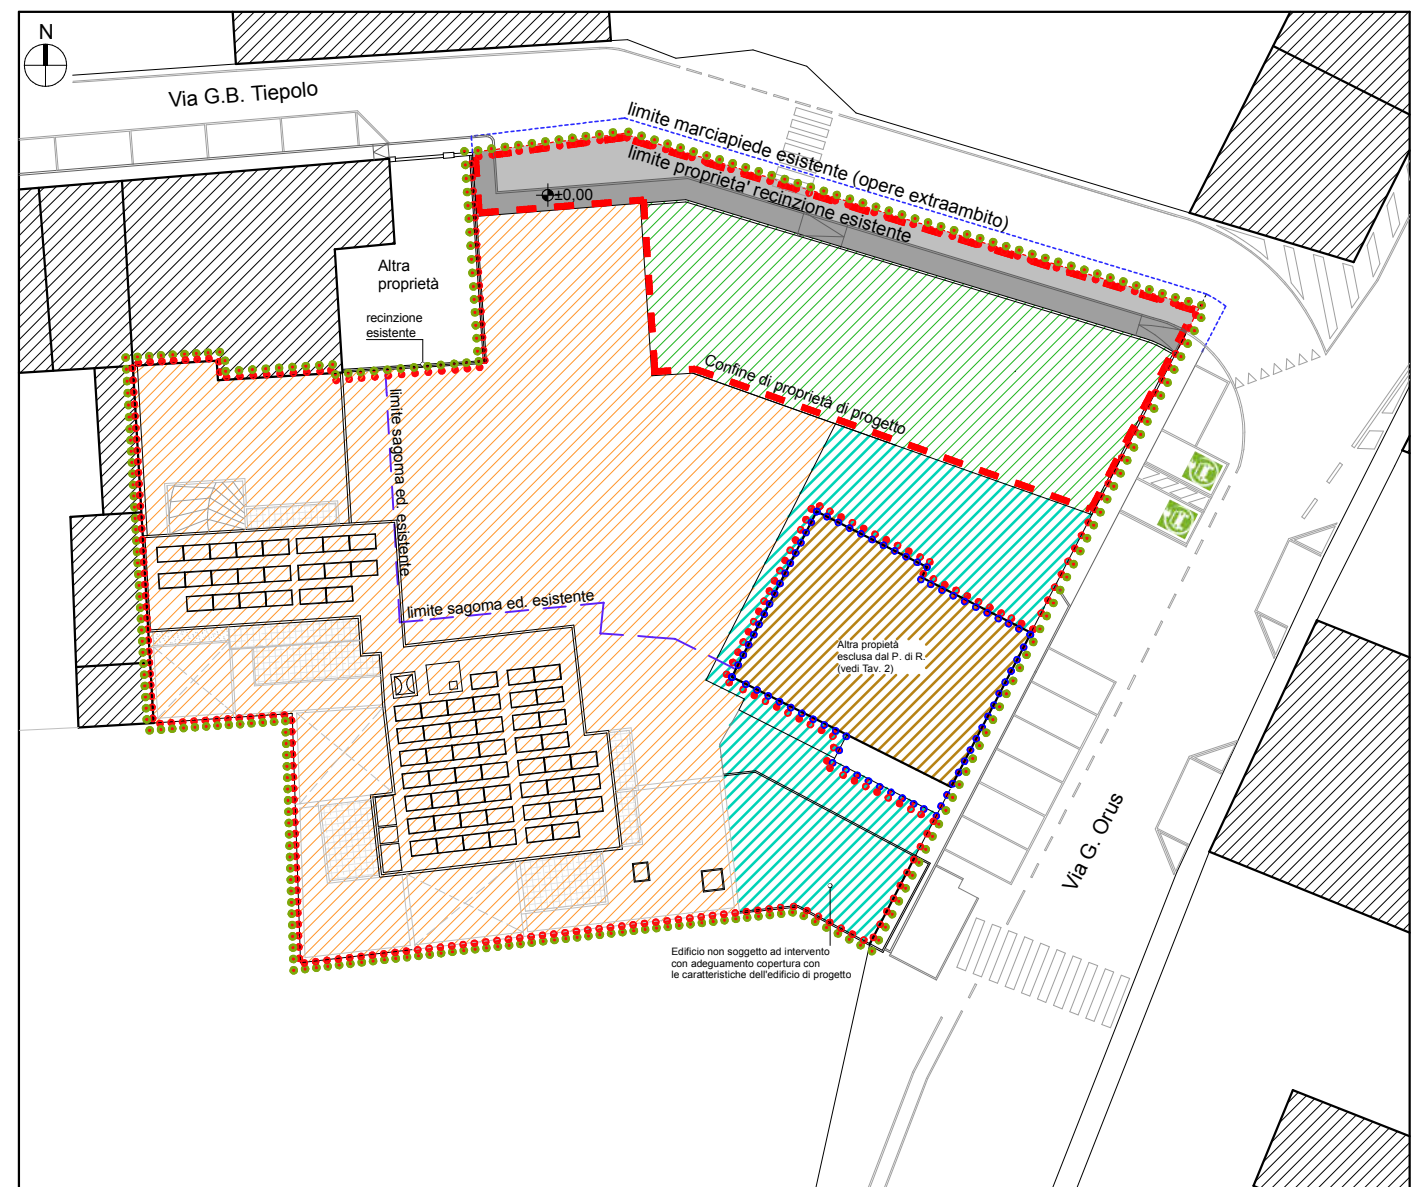 N
Via G.B. Tiepolo
limite marciapiede esistente (opere extraambito)
limite proprieta' recinzione esistente
±0,00
Altra
proprietà
recinzione
esistente
Confine di proprietà di progetto
limite sagoma ed. esistente
limite sagoma ed. esistente
Altra propietà
esclusa dal P. di R.
(vedi Tav. 2)
Via G. Orus
Edificio non soggetto ad intervento
con adeguamento copertura con
le caratteristiche dell'edificio di progetto